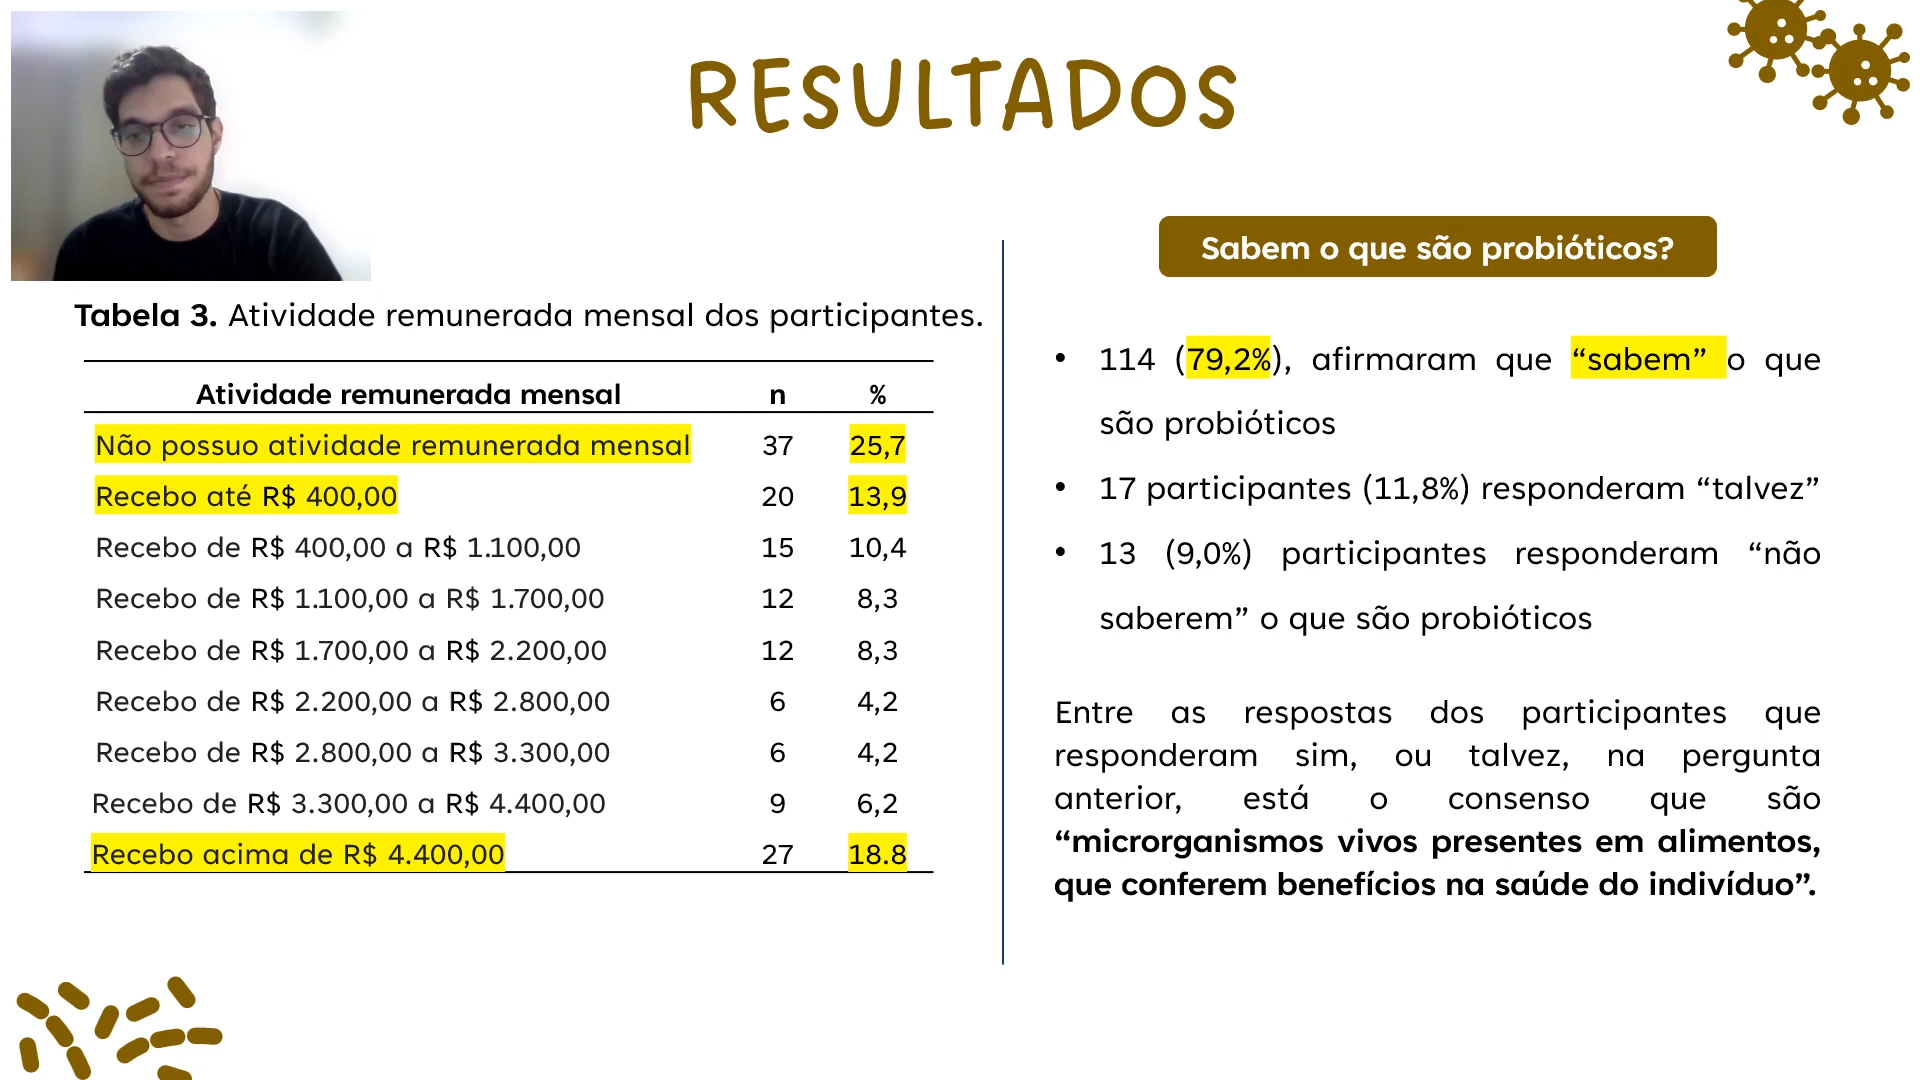 RESULTADOS
Tabela 3. Atividade remunerada mensal dos participantes.
Atividade remunerada mensal n %
Não possuo atividade remunerada mensal 37 25,7
Recebo até R$ 400,00 20 13,9
Recebo de R$ 400,00 a R$ 1.100,00 15 10,4
Recebo de R$ 1.100,00 a R$ 1.700,00 12 8,3
Recebo de R$ 1.700,00 a R$ 2.200,00 12 8,3
Recebo de R$ 2.200,00 a R$ 2.800,00 6 4,2
Recebo de R$ 2.800,00 a R$ 3.300,00 6 4,2
Recebo de R$ 3.300,00 a R$ 4.400,00 9 6,2
Recebo acima de R$ 4.400,00 27 18.8
Sabem o que são probióticos?
• 114 (79,2%), afirmaram que “sabem” o que
são probióticos
• 17 participantes (11,8%) responderam “talvez”
• 13 (9,0%) participantes responderam “não
saberem” o que são probióticos
Entre as respostas dos participantes que
responderam sim, ou talvez, na pergunta
anterior, está o consenso que são
“microrganismos vivos presentes em alimentos,
que conferem benefícios na saúde do indivíduo”.